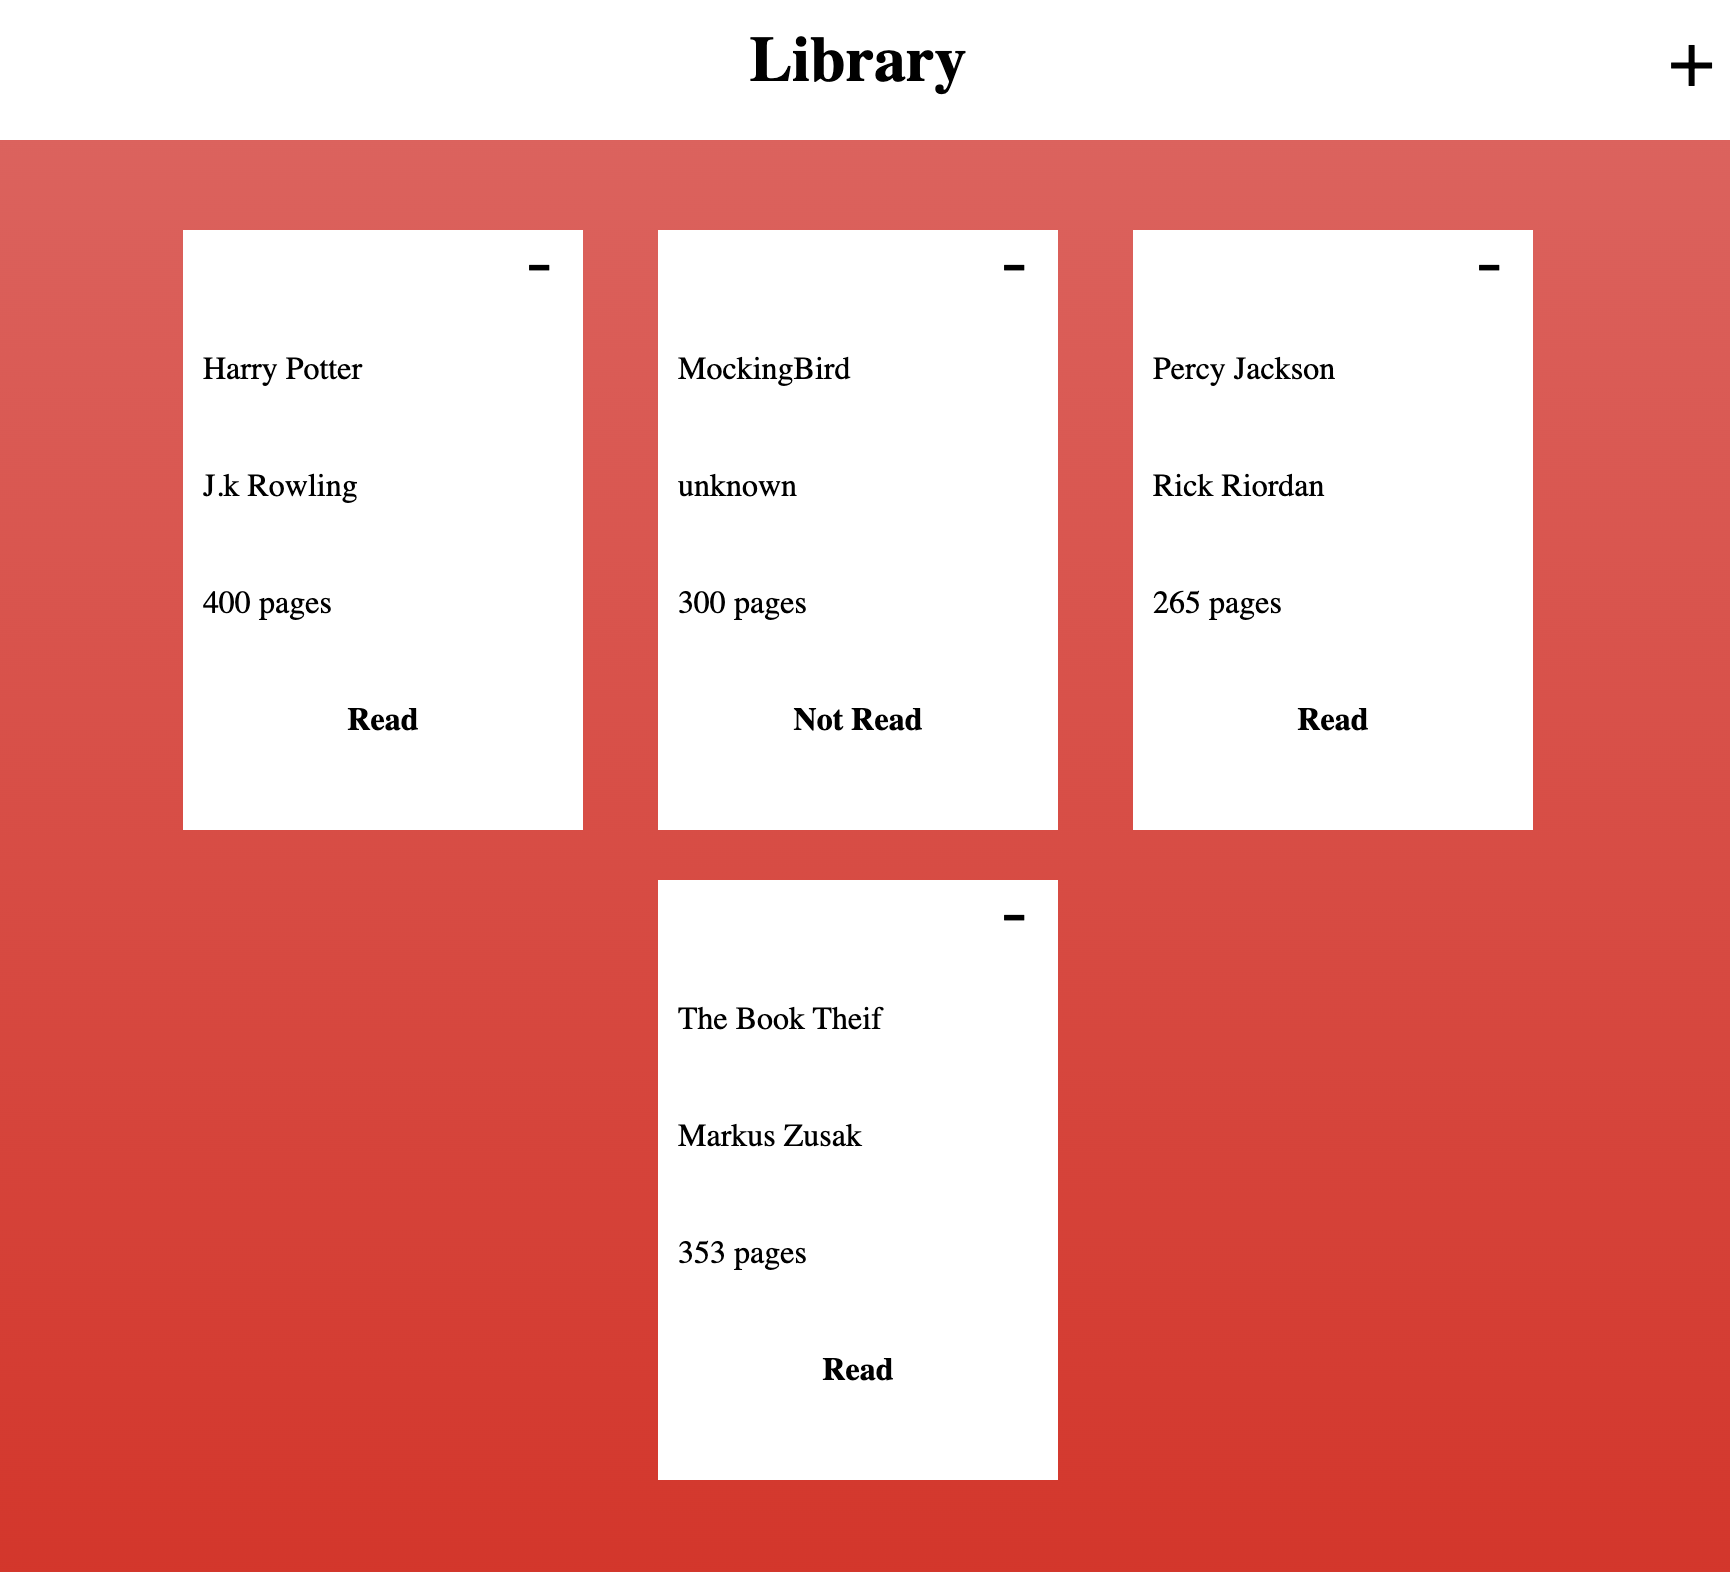 Library
+
-
Harry Potter
J.k Rowling
400 pages
Read
-
MockingBird
unknown
300 pages
Not Read
-
Percy Jackson
Rick Riordan
265 pages
Read
-
The Book Theif
Markus Zusak
353 pages
Read